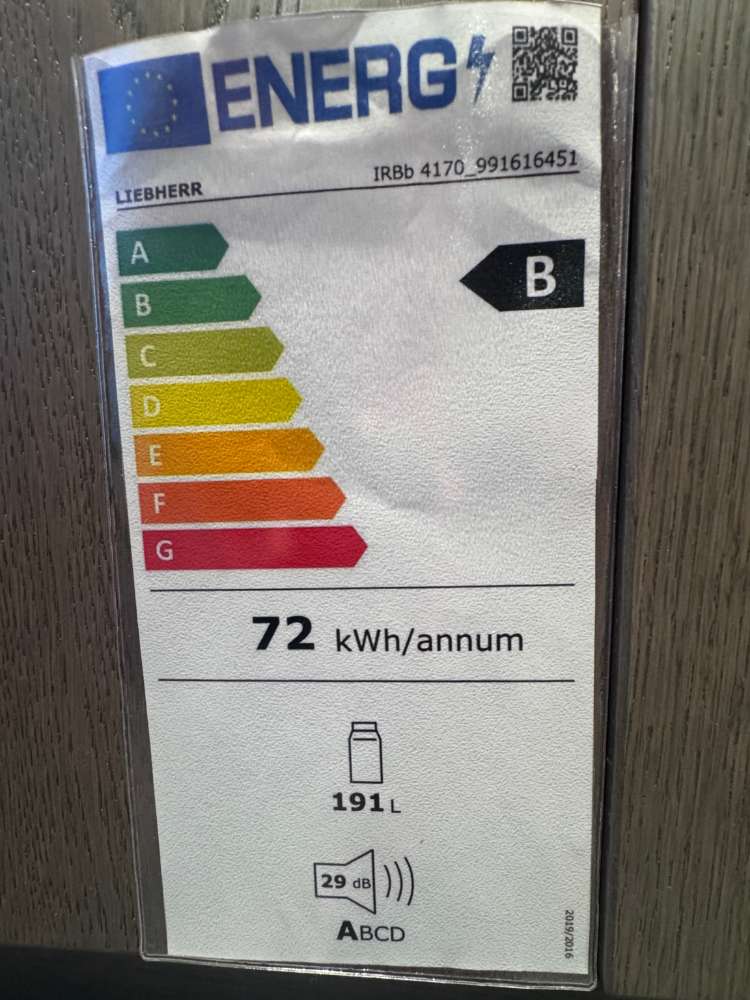 ENERG
IRBb 4170_991616451
LIEBHERR
A
B
B
C
D
E
F
G
72 kWh/annum
191 L
29 dB
ABCD
2019/2016